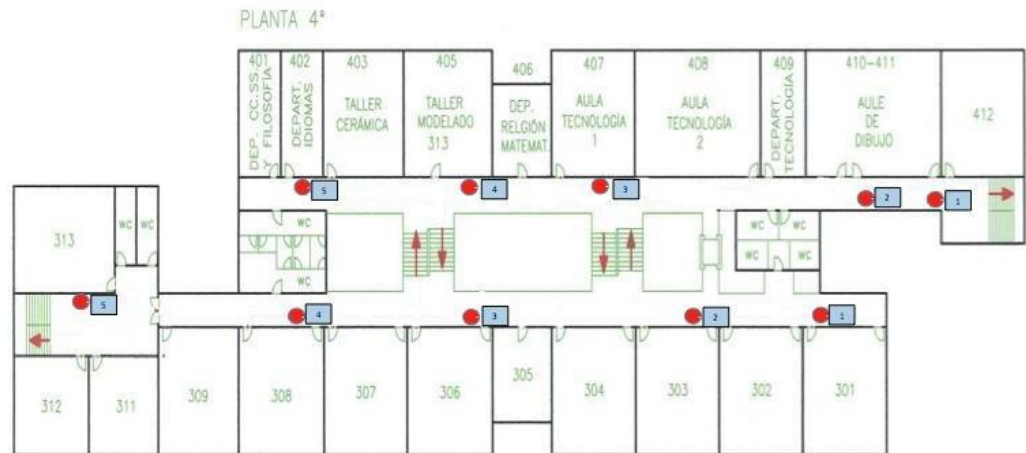 PLANTA 4ª
401
DEP. CC.SS.
Y FILOSOFÍA
402
DEPART.
IDIOMAS
403
TALLER
CERÁMICA
405
TALLER
MODELADO
313
406
DEP.
RELGIÓN
MATEMAT.
407
AULA
TECNOLOGÍA
1
408
AULA
TECNOLOGÍA
2
409
DEPART.
TECNOLOGÍA
410-411
AULE
DE
DIBUJO
412
5
4
3
2
1
313
WC
WC
WC
WC
WC
WC
WC
WC
5
4
3
2
1
312
311
309
308
307
306
305
304
303
302
301